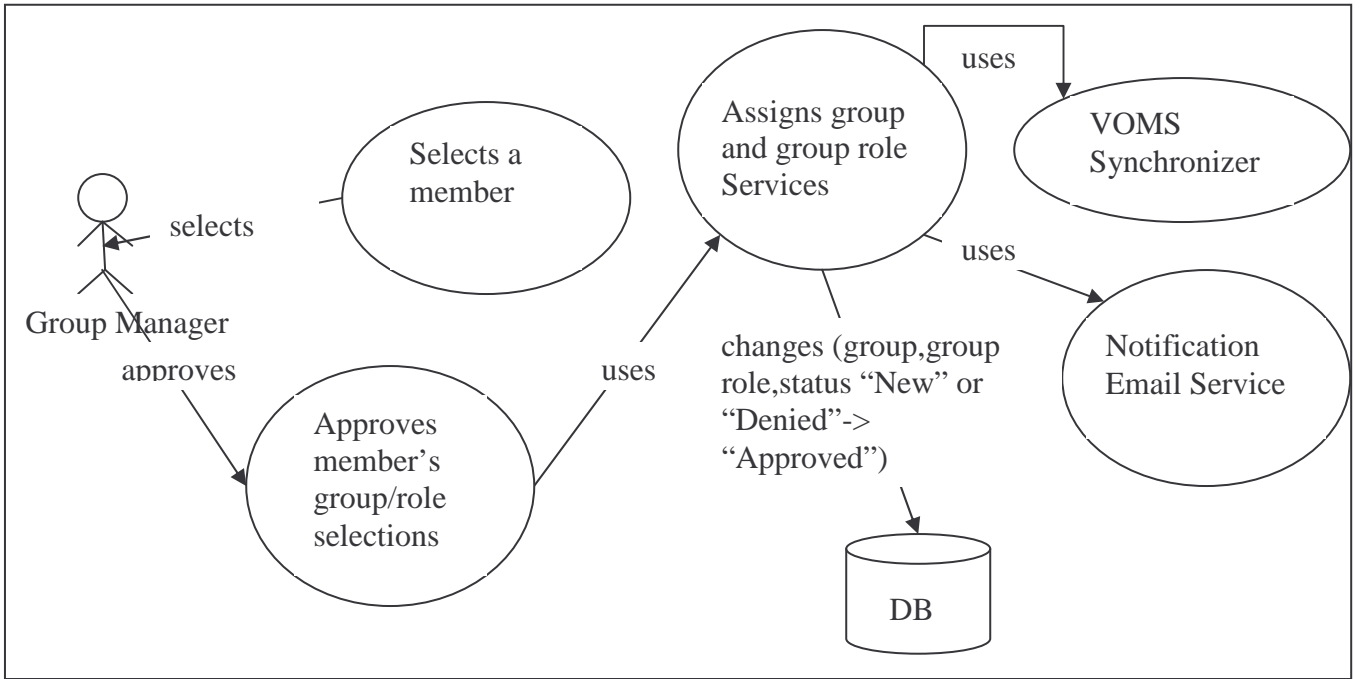 selects
Group Manager
approves
Selects a
member
Approves
member’s
group/role
selections
uses
Assigns group
and group role
Services
uses
VOMS
Synchronizer
uses
Notification
Email Service
changes (group,group
role,status “New” or
“Denied”->
“Approved”)
DB